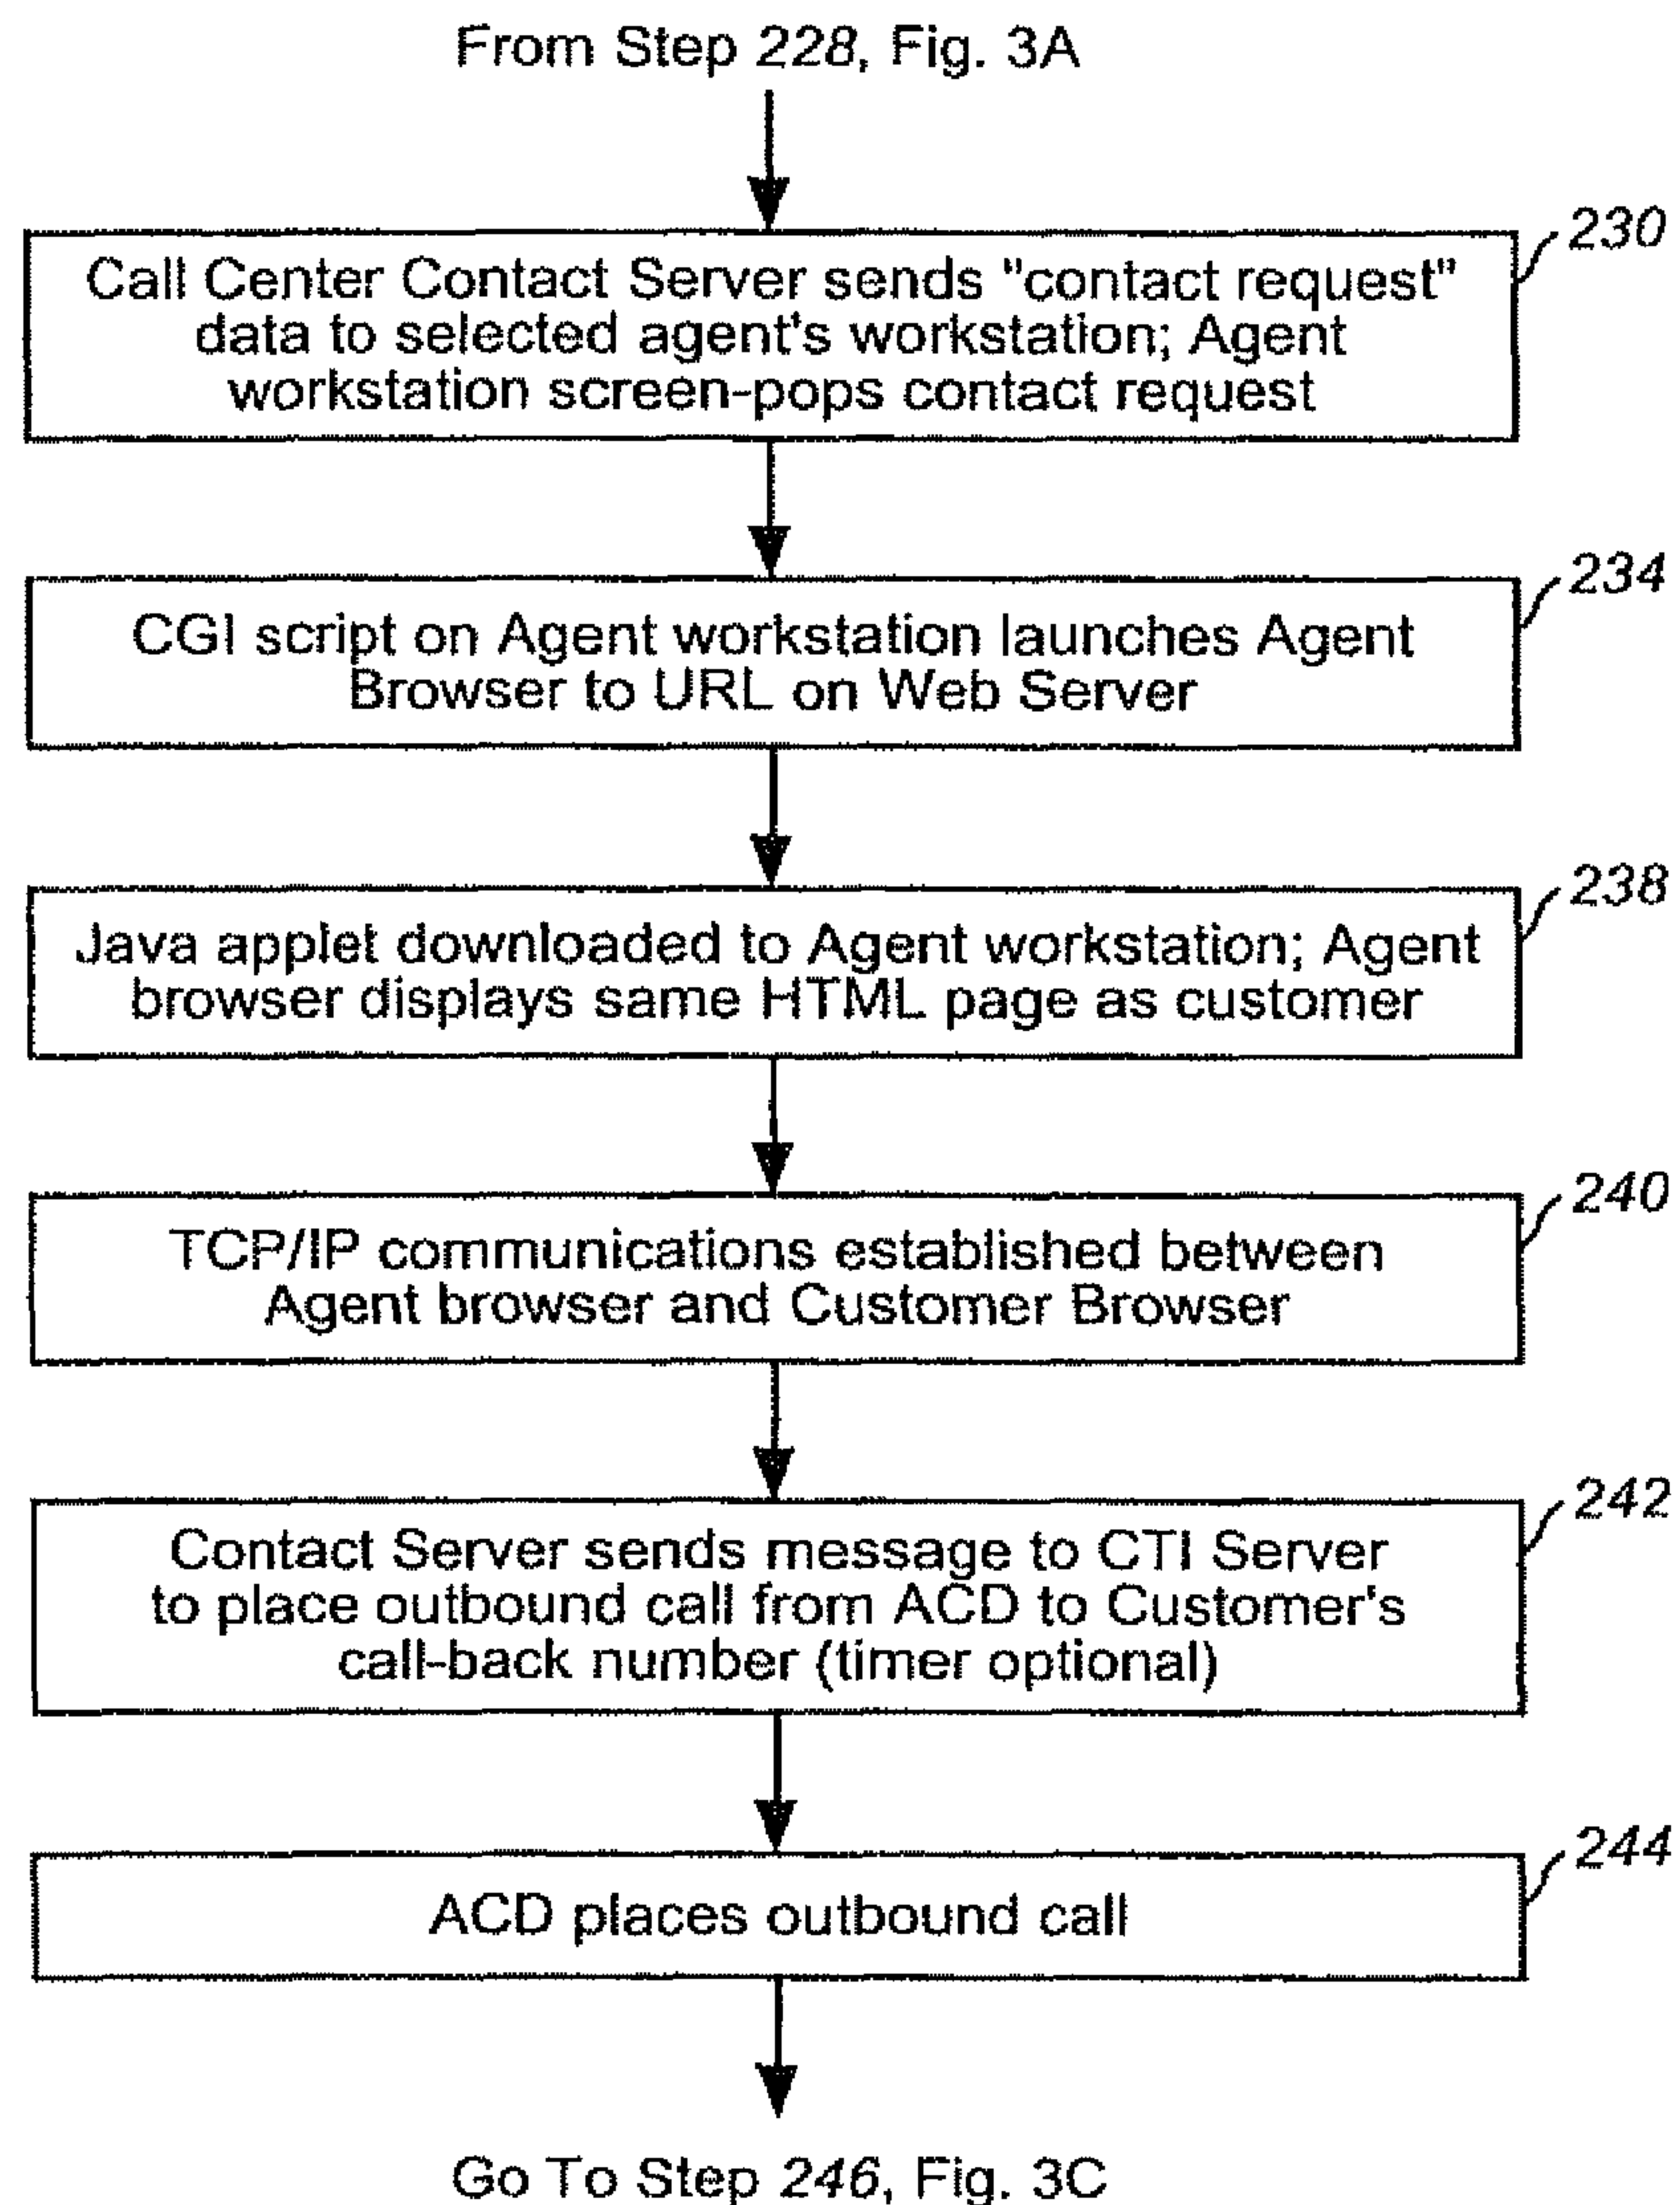 From Step 228, Fig. 3A
230
Call Center Contact Server sends "contact request"
data to selected agent's workstation; Agent
workstation screen-pops contact request
234
CGI script on Agent workstation launches Agent
Browser to URL on Web Server
238
Java applet downloaded to Agent workstation; Agent
browser displays same HTML page as customer
240
TCP/IP communications established between
Agent browser and Customer Browser
242
Contact Server sends message to CTI Server
to place outbound call from ACD to Customer's
call-back number (timer optional)
244
ACD places outbound call
Go To Step 246, Fig. 3C